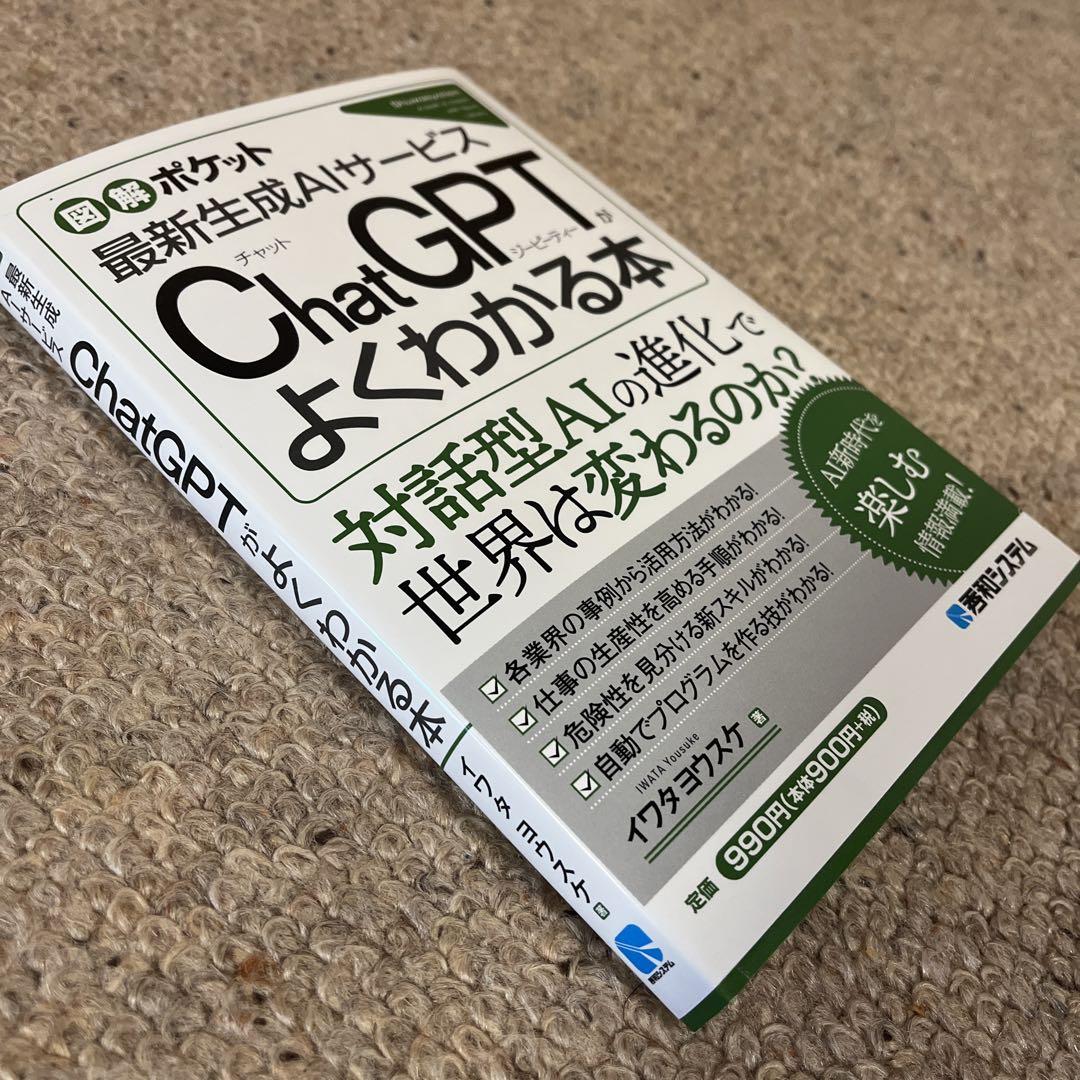 図解ポケット
最新生成AIサービス
チャット ジーピーティー
ChatGPTが
よくわかる本
対話型AIの進化で
世界は変わるのか?
AI新時代を
楽しむ
情報満載!
各業界の事例から活用方法がわかる!
仕事の生産性を高める手順がわかる!
危険性を見分ける新スキルがわかる!
自動でプログラムを作る技がわかる!
IWATA Yousuke
イワタヨウスケ 著
秀和システム
定価 990円(本体900円+税)
最新生成
AIサービス
ChatGPTがよくわかる本
イワタヨウスケ 著
秀和システム